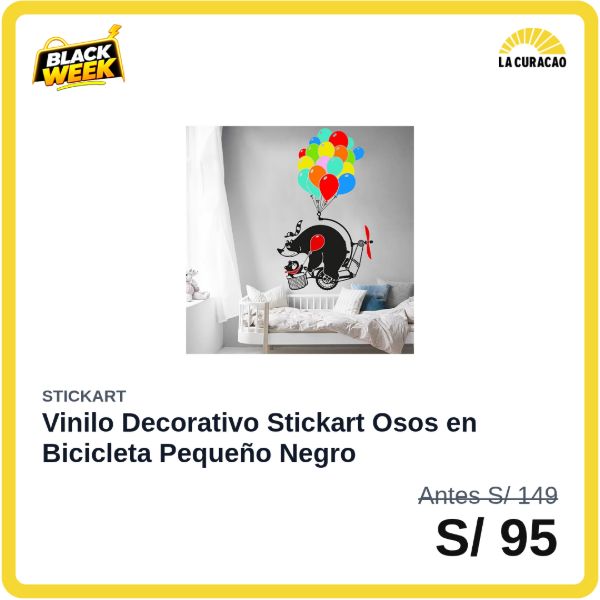 BLACK
WEEK
LA CURACAO
STICKART
Vinilo Decorativo Stickart Osos en
Bicicleta Pequeño Negro
Antes S/ 149
S/ 95